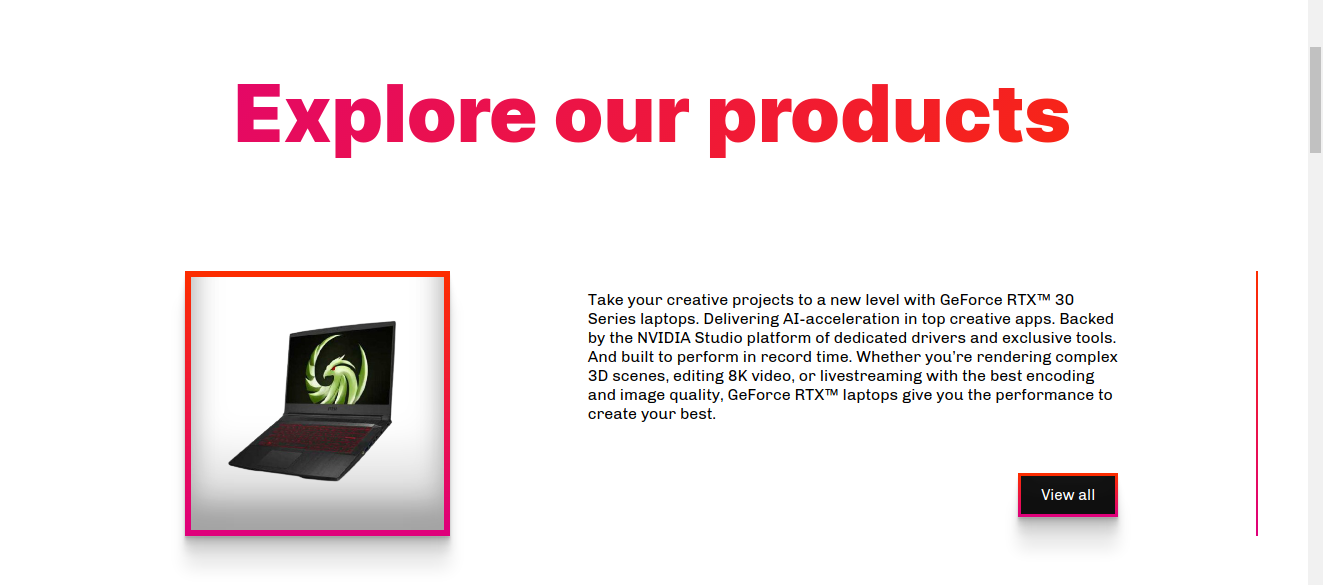 Explore our products
Take your creative projects to a new level with GeForce RTX™ 30
Series laptops. Delivering AI-acceleration in top creative apps. Backed
by the NVIDIA Studio platform of dedicated drivers and exclusive tools.
And built to perform in record time. Whether you’re rendering complex
3D scenes, editing 8K video, or livestreaming with the best encoding
and image quality, GeForce RTX™ laptops give you the performance to
create your best.
View all